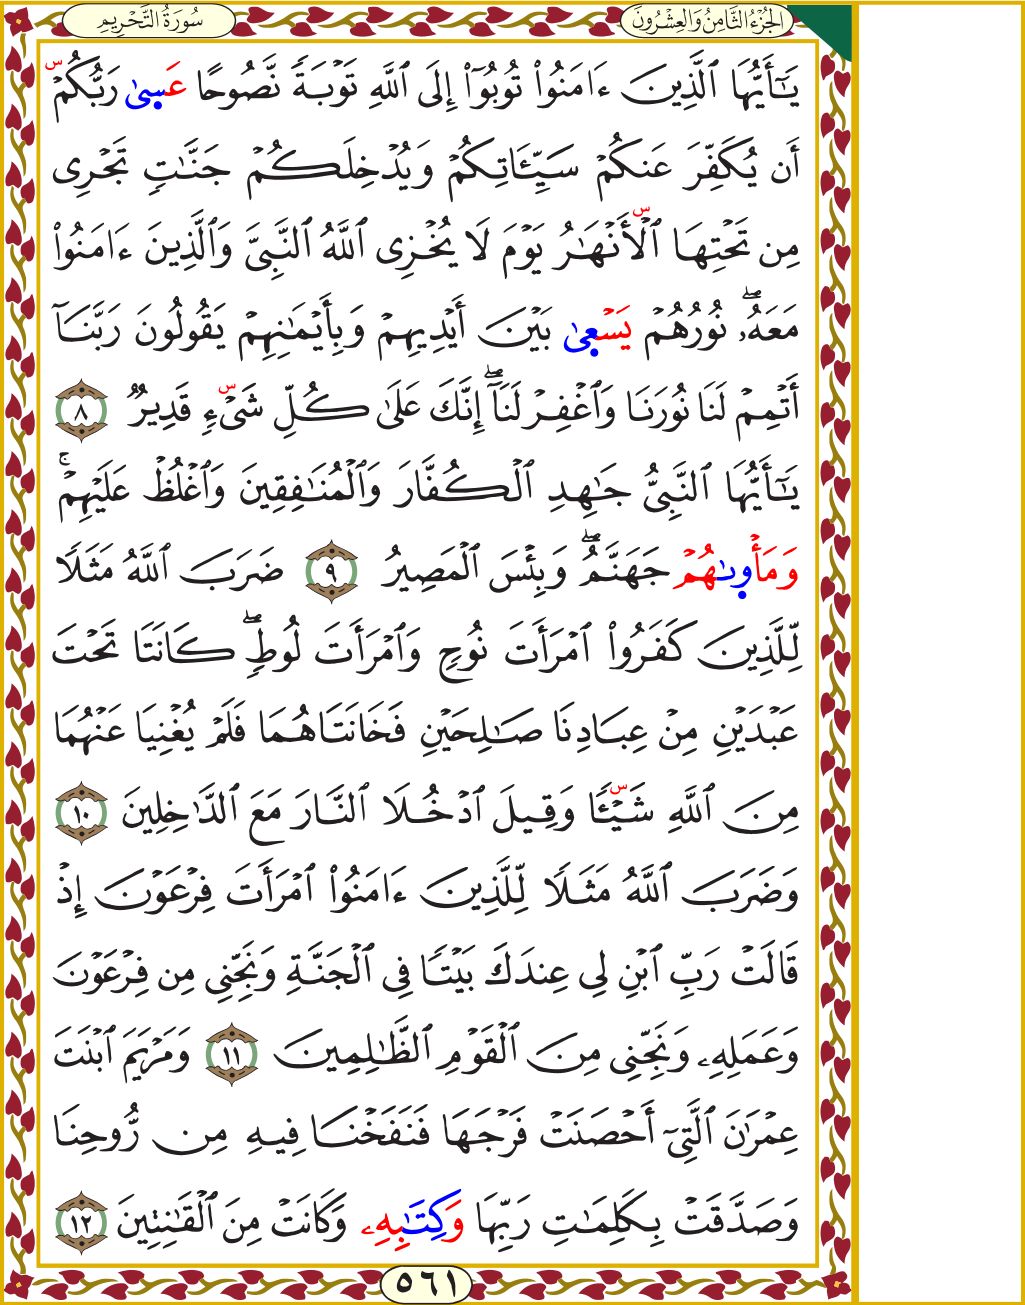 الجُزْءُ الثَّامِنُ وَالعِشْرُونَ
سُورَةُ التَّحْرِيمِ
يَـٰٓأَيُّهَا ٱلَّذِينَ ءَامَنُوا۟ تُوبُوٓا۟ إِلَى ٱللَّهِ تَوْبَةً نَّصُوحًا عَسىٰ رَبُّكُمْ س
أَن يُكَفِّرَ عَنكُمْ سَيِّـَٔاتِكُمْ وَيُدْخِلَكُمْ جَنَّـٰتٍ تَجْرِى
مِن تَحْتِهَا ٱلْأَنْهَـٰرُ يَوْمَ لَا يُخْزِى ٱللَّهُ ٱلنَّبِىَّ وَٱلَّذِينَ ءَامَنُوا۟
مَعَهُۥ ۖ نُورُهُمْ يَسْعىٰ بَيْنَ أَيْدِيهِمْ وَبِأَيْمَـٰنِهِمْ يَقُولُونَ رَبَّنَآ
أَتْمِمْ لَنَا نُورَنَا وَٱغْفِرْ لَنَآ ۖ إِنَّكَ عَلَىٰ كُلِّ شَىْءٍ قَدِيرٌ ٨
يَـٰٓأَيُّهَا ٱلنَّبِىُّ جَـٰهِدِ ٱلْكُفَّارَ وَٱلْمُنَـٰفِقِينَ وَٱغْلُظْ عَلَيْهِمْ ۚ
وَمَأْوىٰهُمْ جَهَنَّمُ ۖ وَبِئْسَ ٱلْمَصِيرُ ٩ ضَرَبَ ٱللَّهُ مَثَلًا
لِّلَّذِينَ كَفَرُوا۟ ٱمْرَأَتَ نُوحٍ وَٱمْرَأَتَ لُوطٍ ۖ كَانَتَا تَحْتَ
عَبْدَيْنِ مِنْ عِبَادِنَا صَـٰلِحَيْنِ فَخَانَتَاهُمَا فَلَمْ يُغْنِيَا عَنْهُمَا
مِنَ ٱللَّهِ شَيْـًٔا وَقِيلَ ٱدْخُلَا ٱلنَّارَ مَعَ ٱلدَّٰخِلِينَ ١٠
وَضَرَبَ ٱللَّهُ مَثَلًا لِّلَّذِينَ ءَامَنُوا۟ ٱمْرَأَتَ فِرْعَوْنَ إِذْ
قَالَتْ رَبِّ ٱبْنِ لِى عِندَكَ بَيْتًا فِى ٱلْجَنَّةِ وَنَجِّنِى مِن فِرْعَوْنَ
وَعَمَلِهِۦ وَنَجِّنِى مِنَ ٱلْقَوْمِ ٱلظَّـٰلِمِينَ ١١ وَمَرْيَمَ ٱبْنَتَ
عِمْرَٰنَ ٱلَّتِىٓ أَحْصَنَتْ فَرْجَهَا فَنَفَخْنَا فِيهِ مِن رُّوحِنَا
وَصَدَّقَتْ بِكَلِمَـٰتِ رَبِّهَا وَكِتَـٰبِهِۦ وَكَانَتْ مِنَ ٱلْقَـٰنِتِينَ ١٢
٥٦١